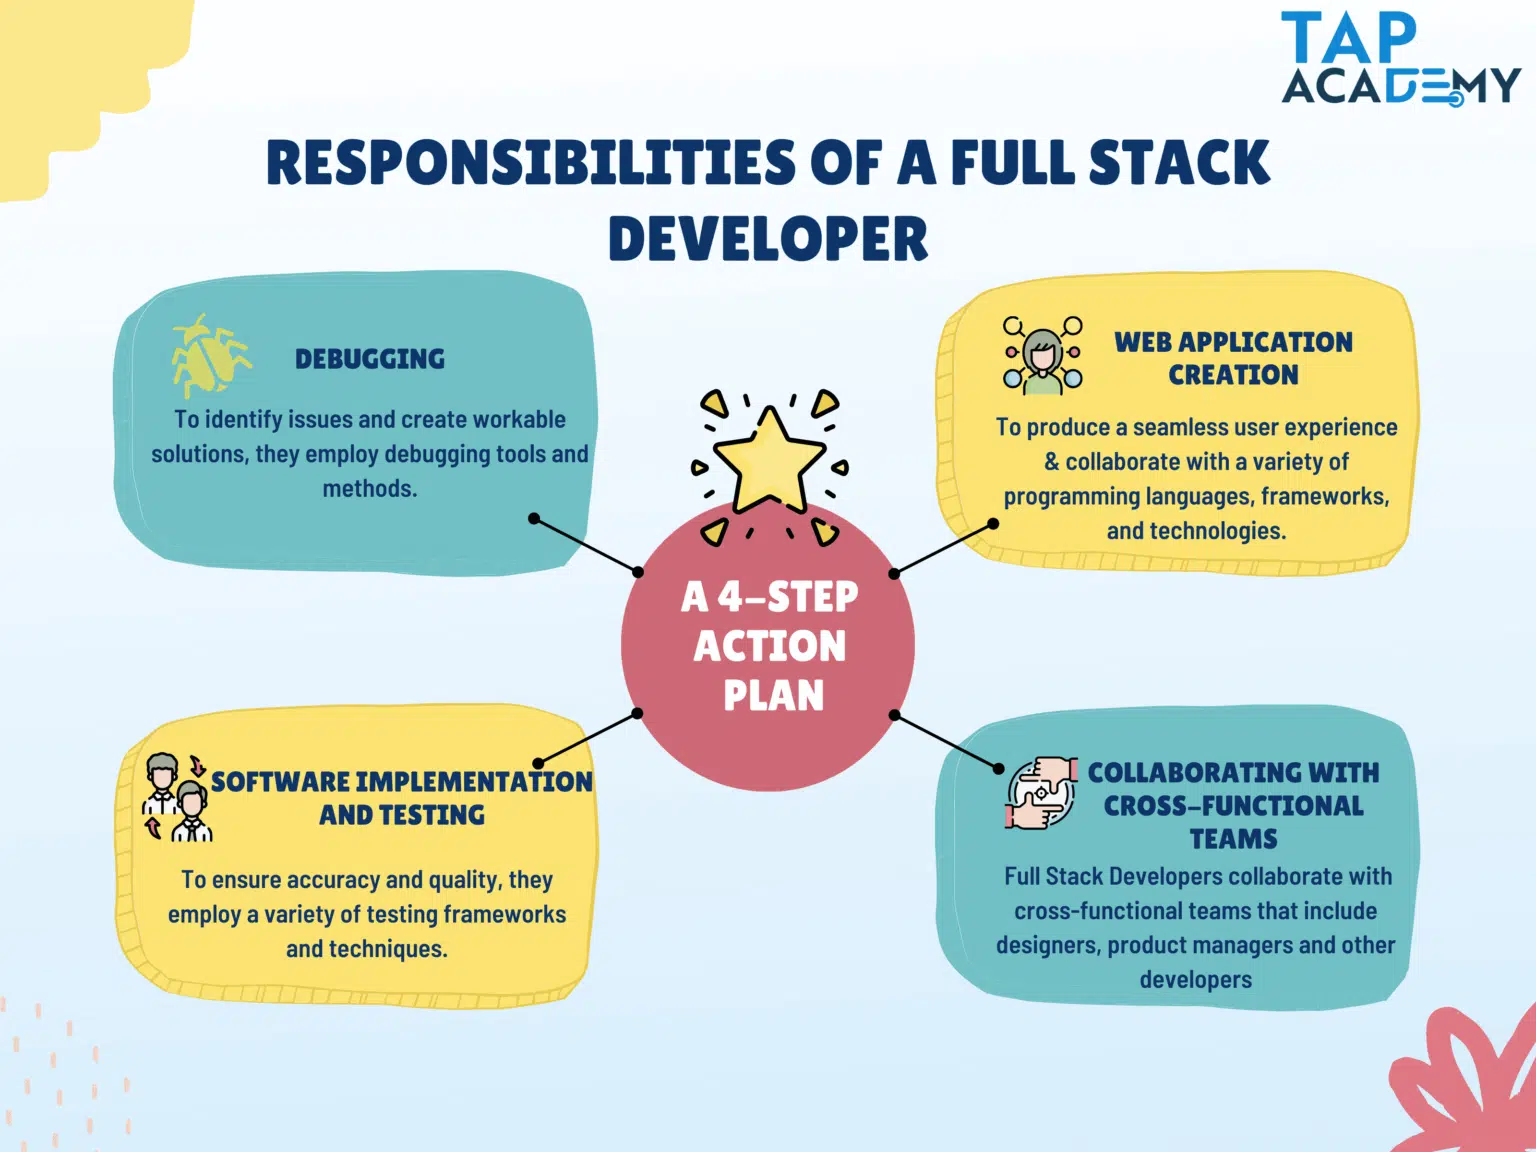 TAP
ACADEMY
RESPONSIBILITIES OF A FULL STACK
DEVELOPER
DEBUGGING
To identify issues and create workable
solutions, they employ debugging tools and
methods.
WEB APPLICATION
CREATION
To produce a seamless user experience
& collaborate with a variety of
programming languages, frameworks,
and technologies.
A 4-STEP
ACTION
PLAN
SOFTWARE IMPLEMENTATION
AND TESTING
To ensure accuracy and quality, they
employ a variety of testing frameworks
and techniques.
COLLABORATING WITH
CROSS-FUNCTIONAL
TEAMS
Full Stack Developers collaborate with
cross-functional teams that include
designers, product managers and other
developers